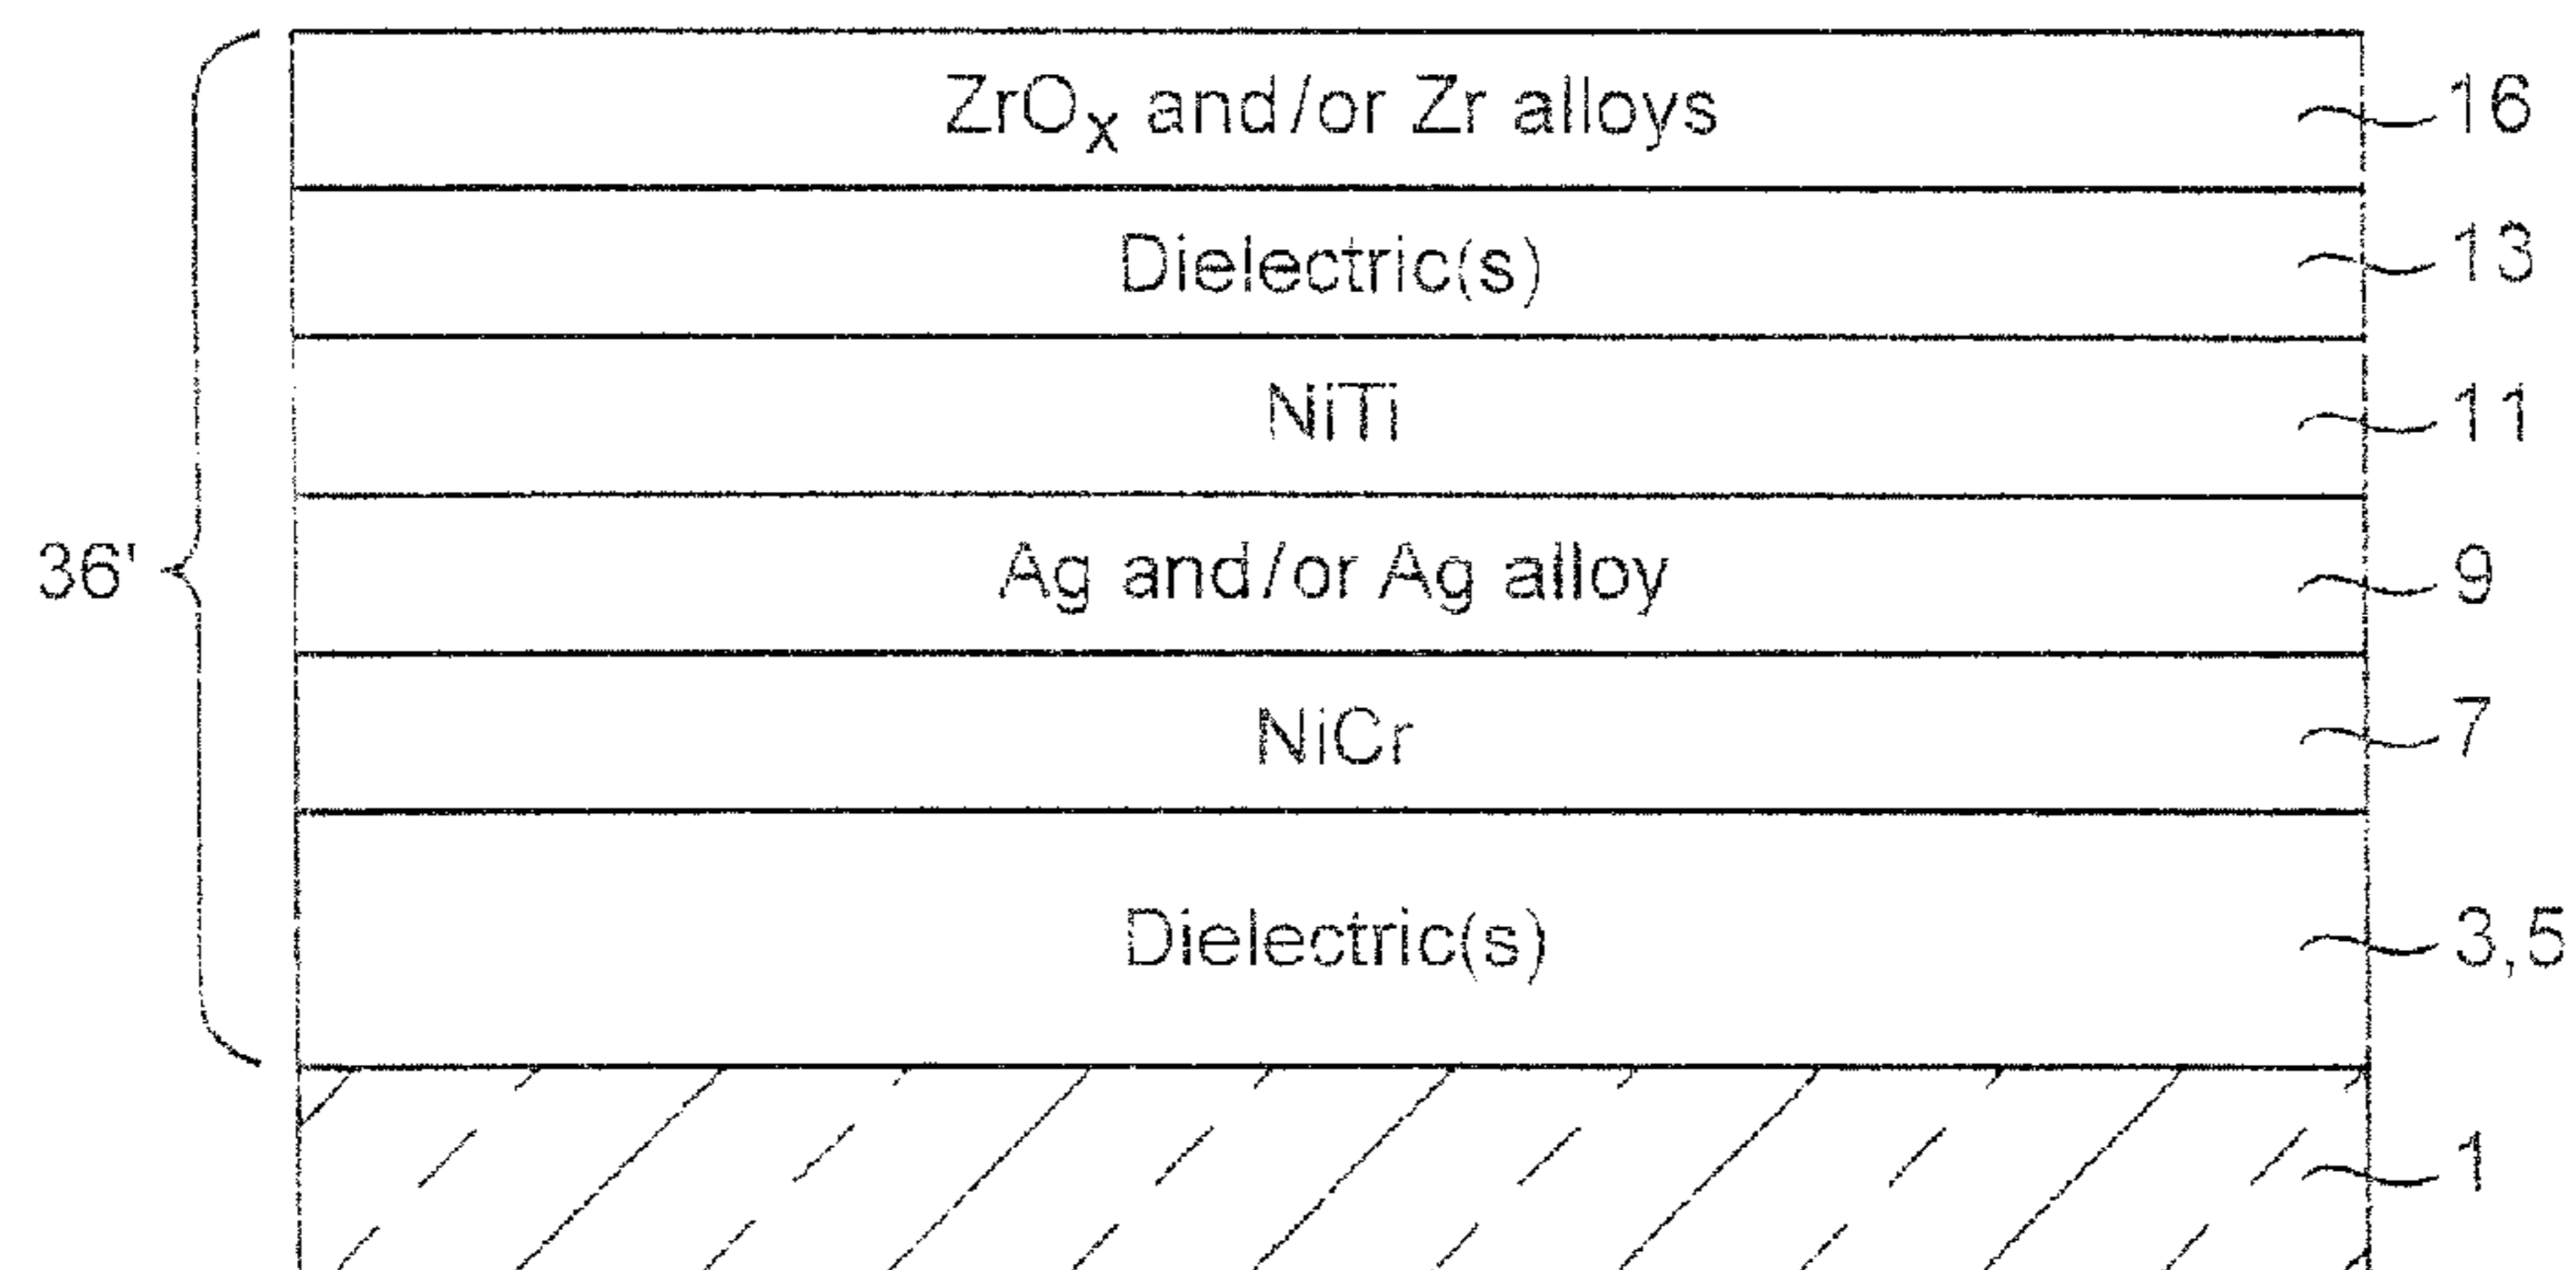 ZrOx and/or Zr alloys 16
Dielectric(s) 13
NiTi 11
36' Ag and/or Ag alloy 9
NiCr 7
Dielectric(s) 3,5
1